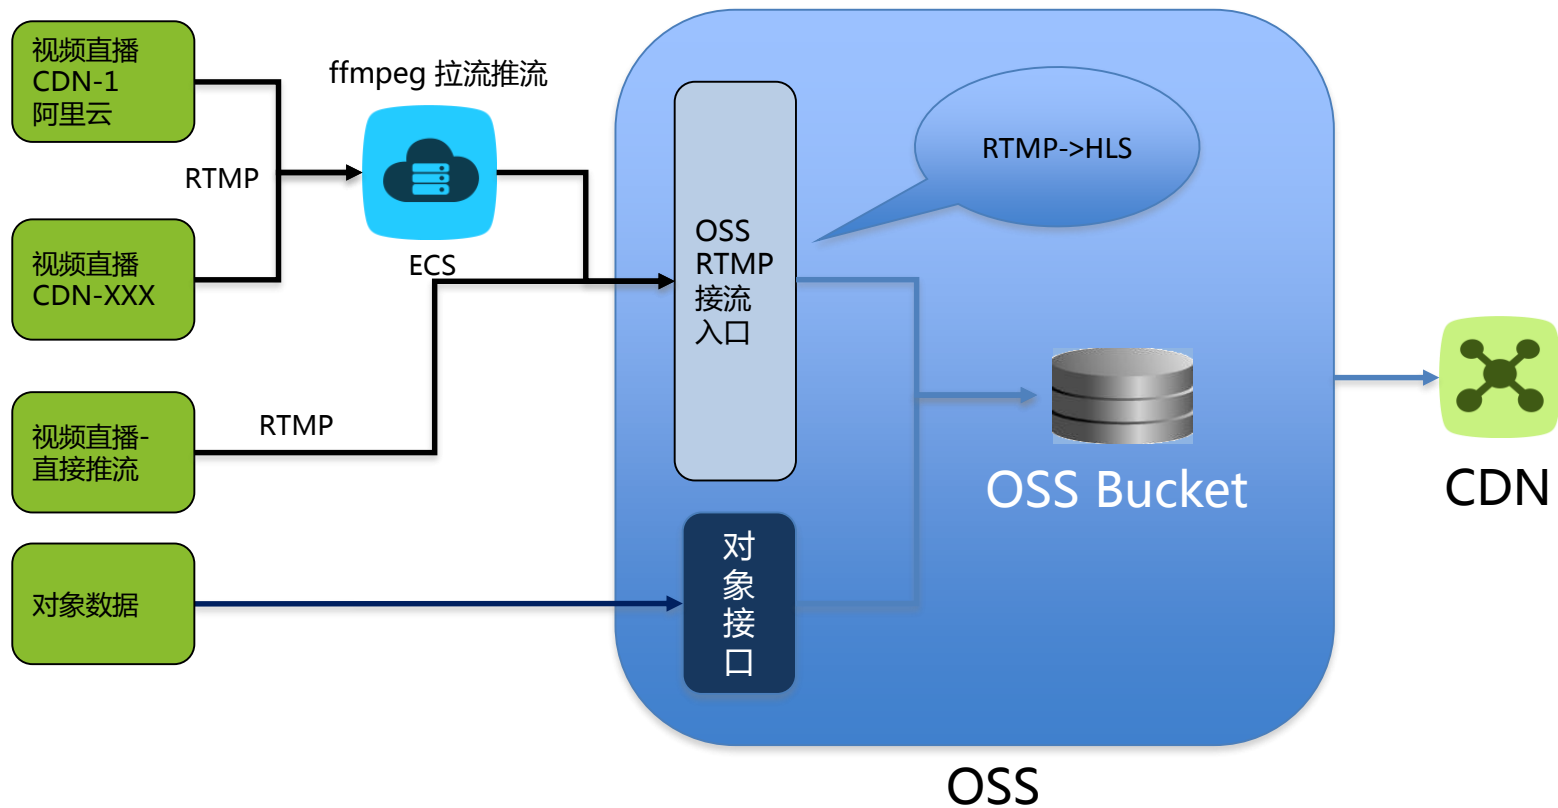 视频直播
CDN-1
阿里云
ffmpeg 拉流推流
RTMP
视频直播
CDN-XXX
ECS
RTMP
视频直播-
直接推流
对象数据
OSS
RTMP
接流
入口
RTMP->HLS
对
象
接
口
OSS Bucket
CDN
OSS